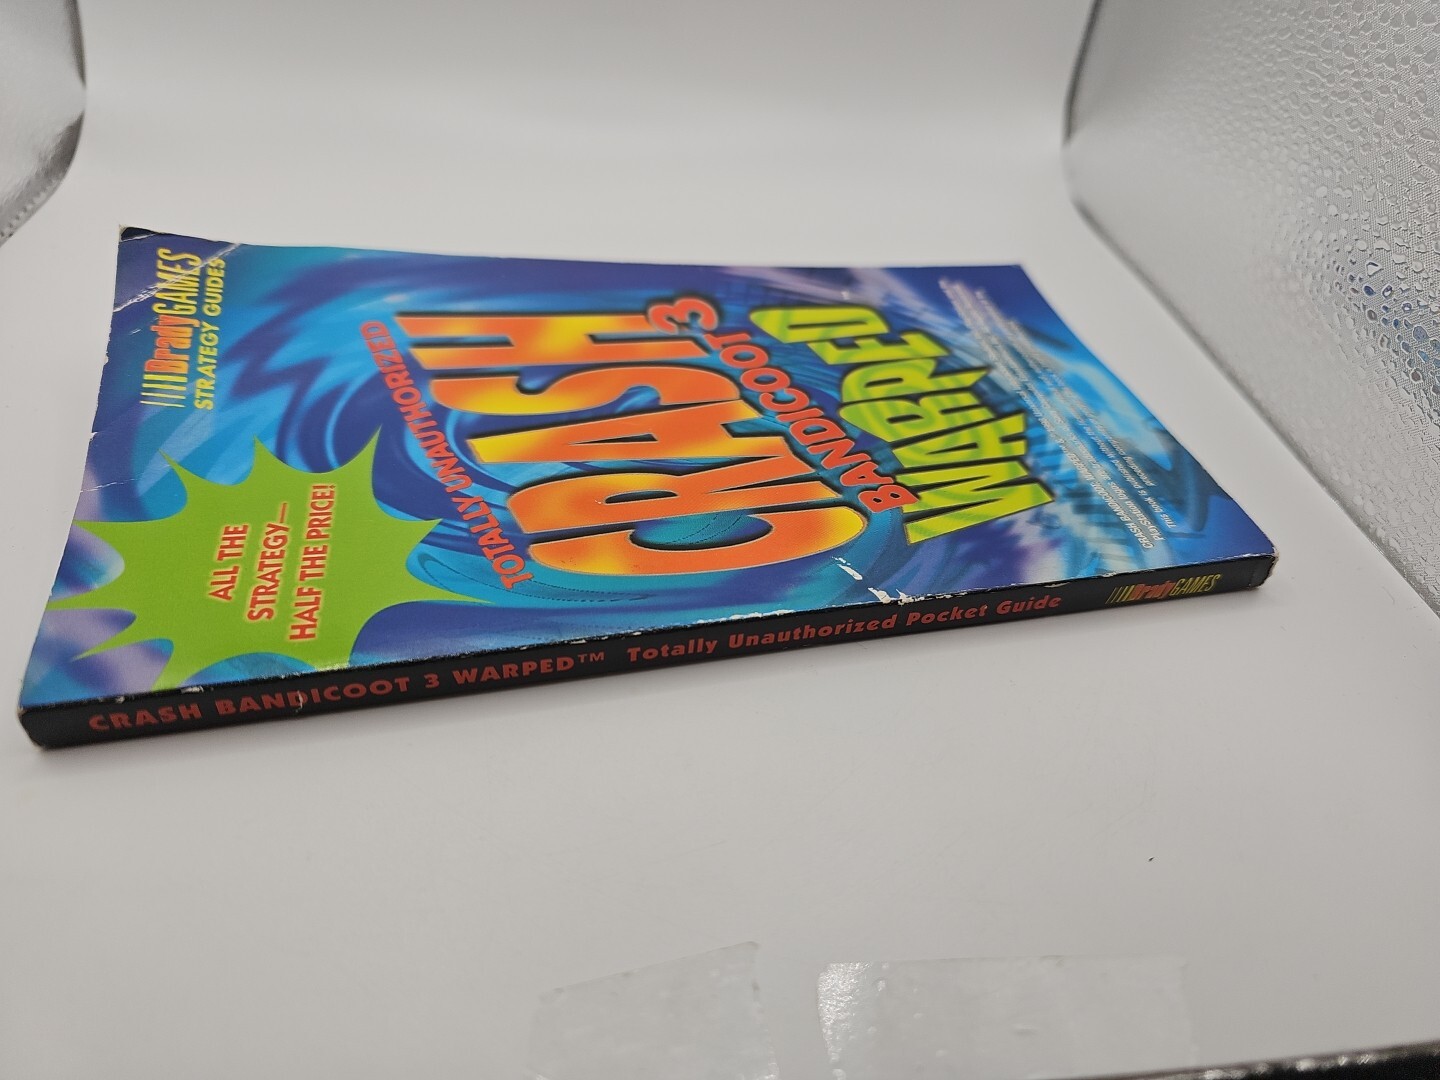 BradyGAMES
STRATEGY GUIDES
ALL THE
STRATEGY—
HALF THE PRICE!
TOTALLY UNAUTHORIZED
CRASH
BANDICOOT 3
WARPED
CRASH BANDICOOT 3 WARPED™ Totally Unauthorized Pocket Guide BradyGAMES